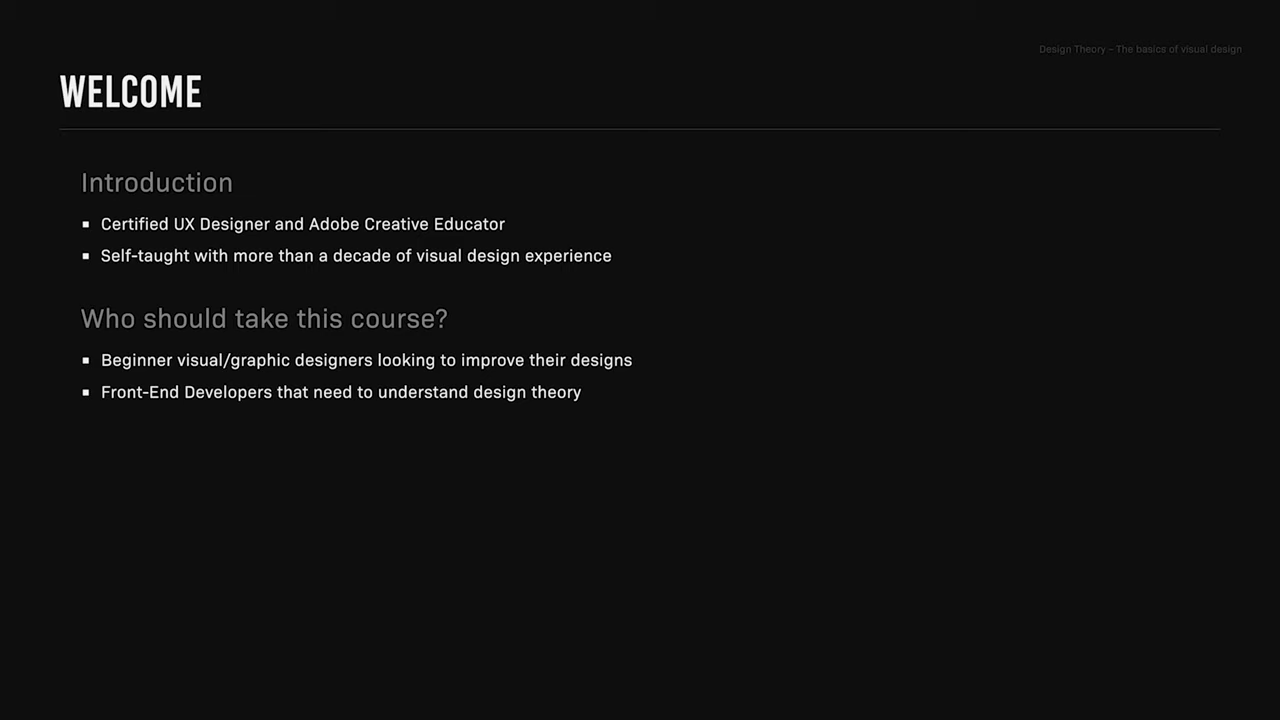 Design Theory – The basics of visual design
WELCOME
Introduction
▪ Certified UX Designer and Adobe Creative Educator
▪ Self-taught with more than a decade of visual design experience
Who should take this course?
▪ Beginner visual/graphic designers looking to improve their designs
▪ Front-End Developers that need to understand design theory